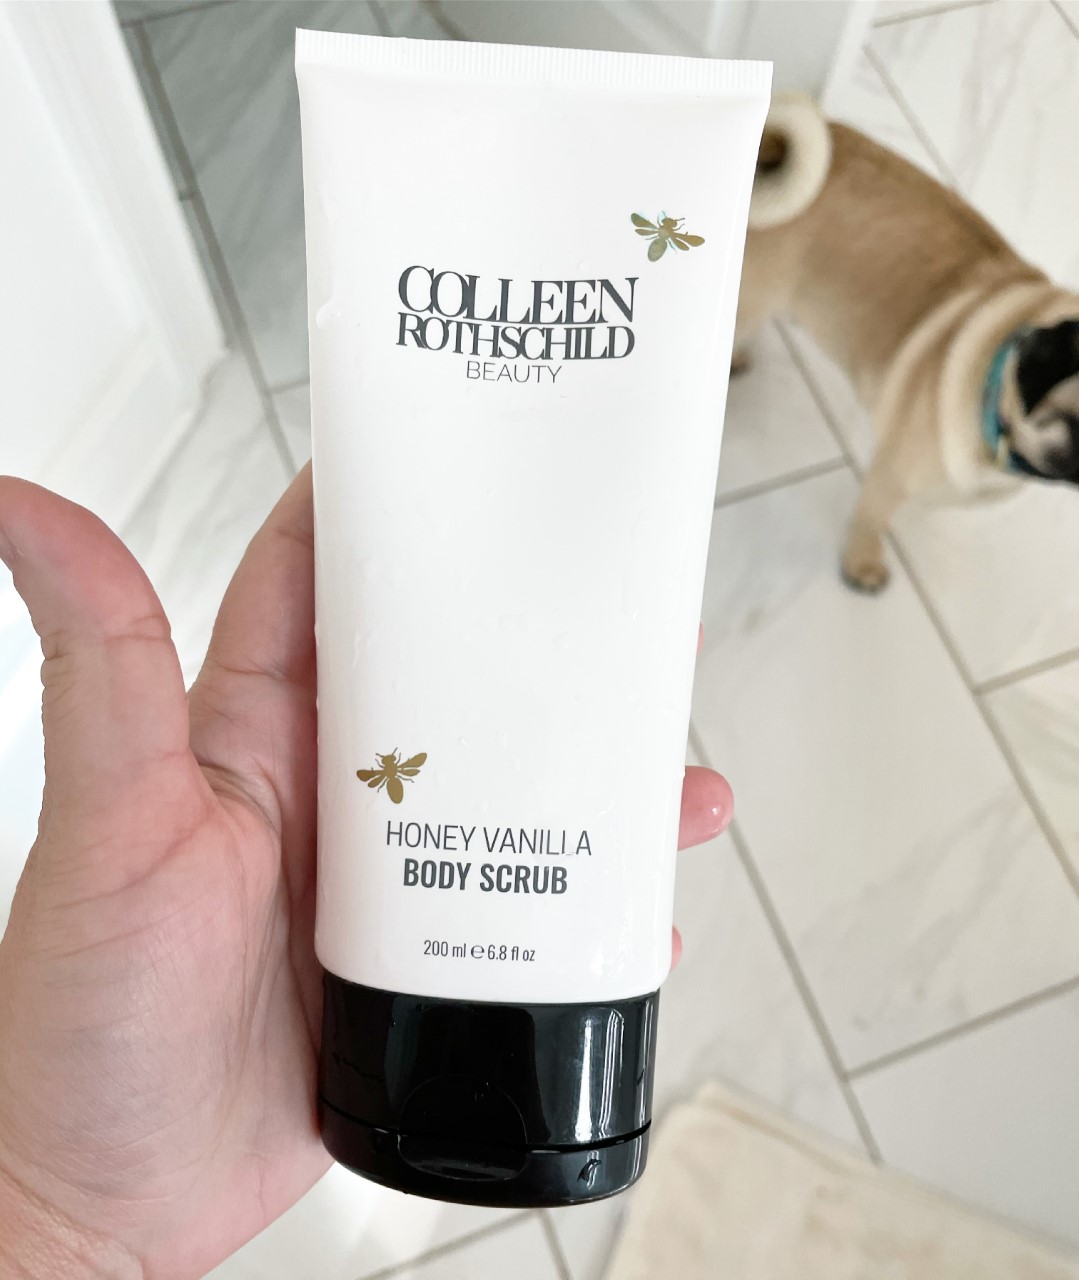 COLLEEN
ROTHSCHILD
BEAUTY
HONEY VANILLA
BODY SCRUB
200 ml ℮ 6.8 fl oz